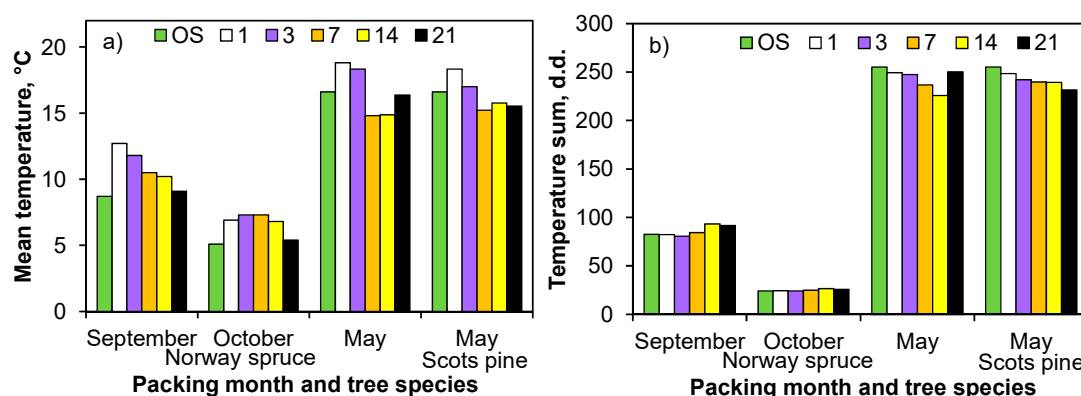 a)
OS 1 3 7 14 21
Mean temperature, °C
20
15
10
5
0
September October May May
Norway spruce Scots pine
Packing month and tree species
b)
OS 1 3 7 14 21
Temperature sum, d.d.
300
250
200
150
100
50
0
September October May May
Norway spruce Scots pine
Packing month and tree species